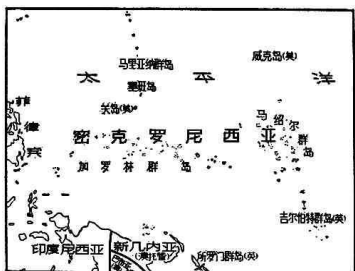 威克岛(美)
马里亚纳群岛
太平洋
塞班岛
关岛(美)
菲律宾
马绍尔群岛
密克罗尼西亚
加罗林群岛
吉尔伯特群岛(英)
印度尼西亚
新几内亚
(澳托管)
所罗门群岛(英)